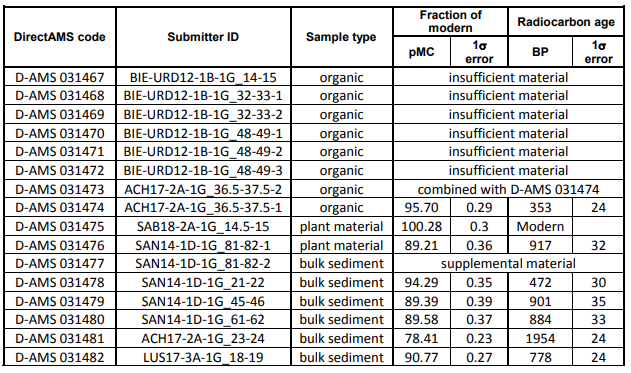 DirectAMS code Submitter ID Sample type Fraction of modern Radiocarbon age
pMC 1σ error BP 1σ error
D-AMS 031467 BIE-URD12-1B-1G_14-15 organic insufficient material
D-AMS 031468 BIE-URD12-1B-1G_32-33-1 organic insufficient material
D-AMS 031469 BIE-URD12-1B-1G_32-33-2 organic insufficient material
D-AMS 031470 BIE-URD12-1B-1G_48-49-1 organic insufficient material
D-AMS 031471 BIE-URD12-1B-1G_48-49-2 organic insufficient material
D-AMS 031472 BIE-URD12-1B-1G_48-49-3 organic insufficient material
D-AMS 031473 ACH17-2A-1G_36.5-37.5-2 organic combined with D-AMS 031474
D-AMS 031474 ACH17-2A-1G_36.5-37.5-1 organic 95.70 0.29 353 24
D-AMS 031475 SAB18-2A-1G_14.5-15 plant material 100.28 0.3 Modern
D-AMS 031476 SAN14-1D-1G_81-82-1 plant material 89.21 0.36 917 32
D-AMS 031477 SAN14-1D-1G_81-82-2 bulk sediment supplemental material
D-AMS 031478 SAN14-1D-1G_21-22 bulk sediment 94.29 0.35 472 30
D-AMS 031479 SAN14-1D-1G_45-46 bulk sediment 89.39 0.39 901 35
D-AMS 031480 SAN14-1D-1G_61-62 bulk sediment 89.58 0.37 884 33
D-AMS 031481 ACH17-2A-1G_23-24 bulk sediment 78.41 0.23 1954 24
D-AMS 031482 LUS17-3A-1G_18-19 bulk sediment 90.77 0.27 778 24